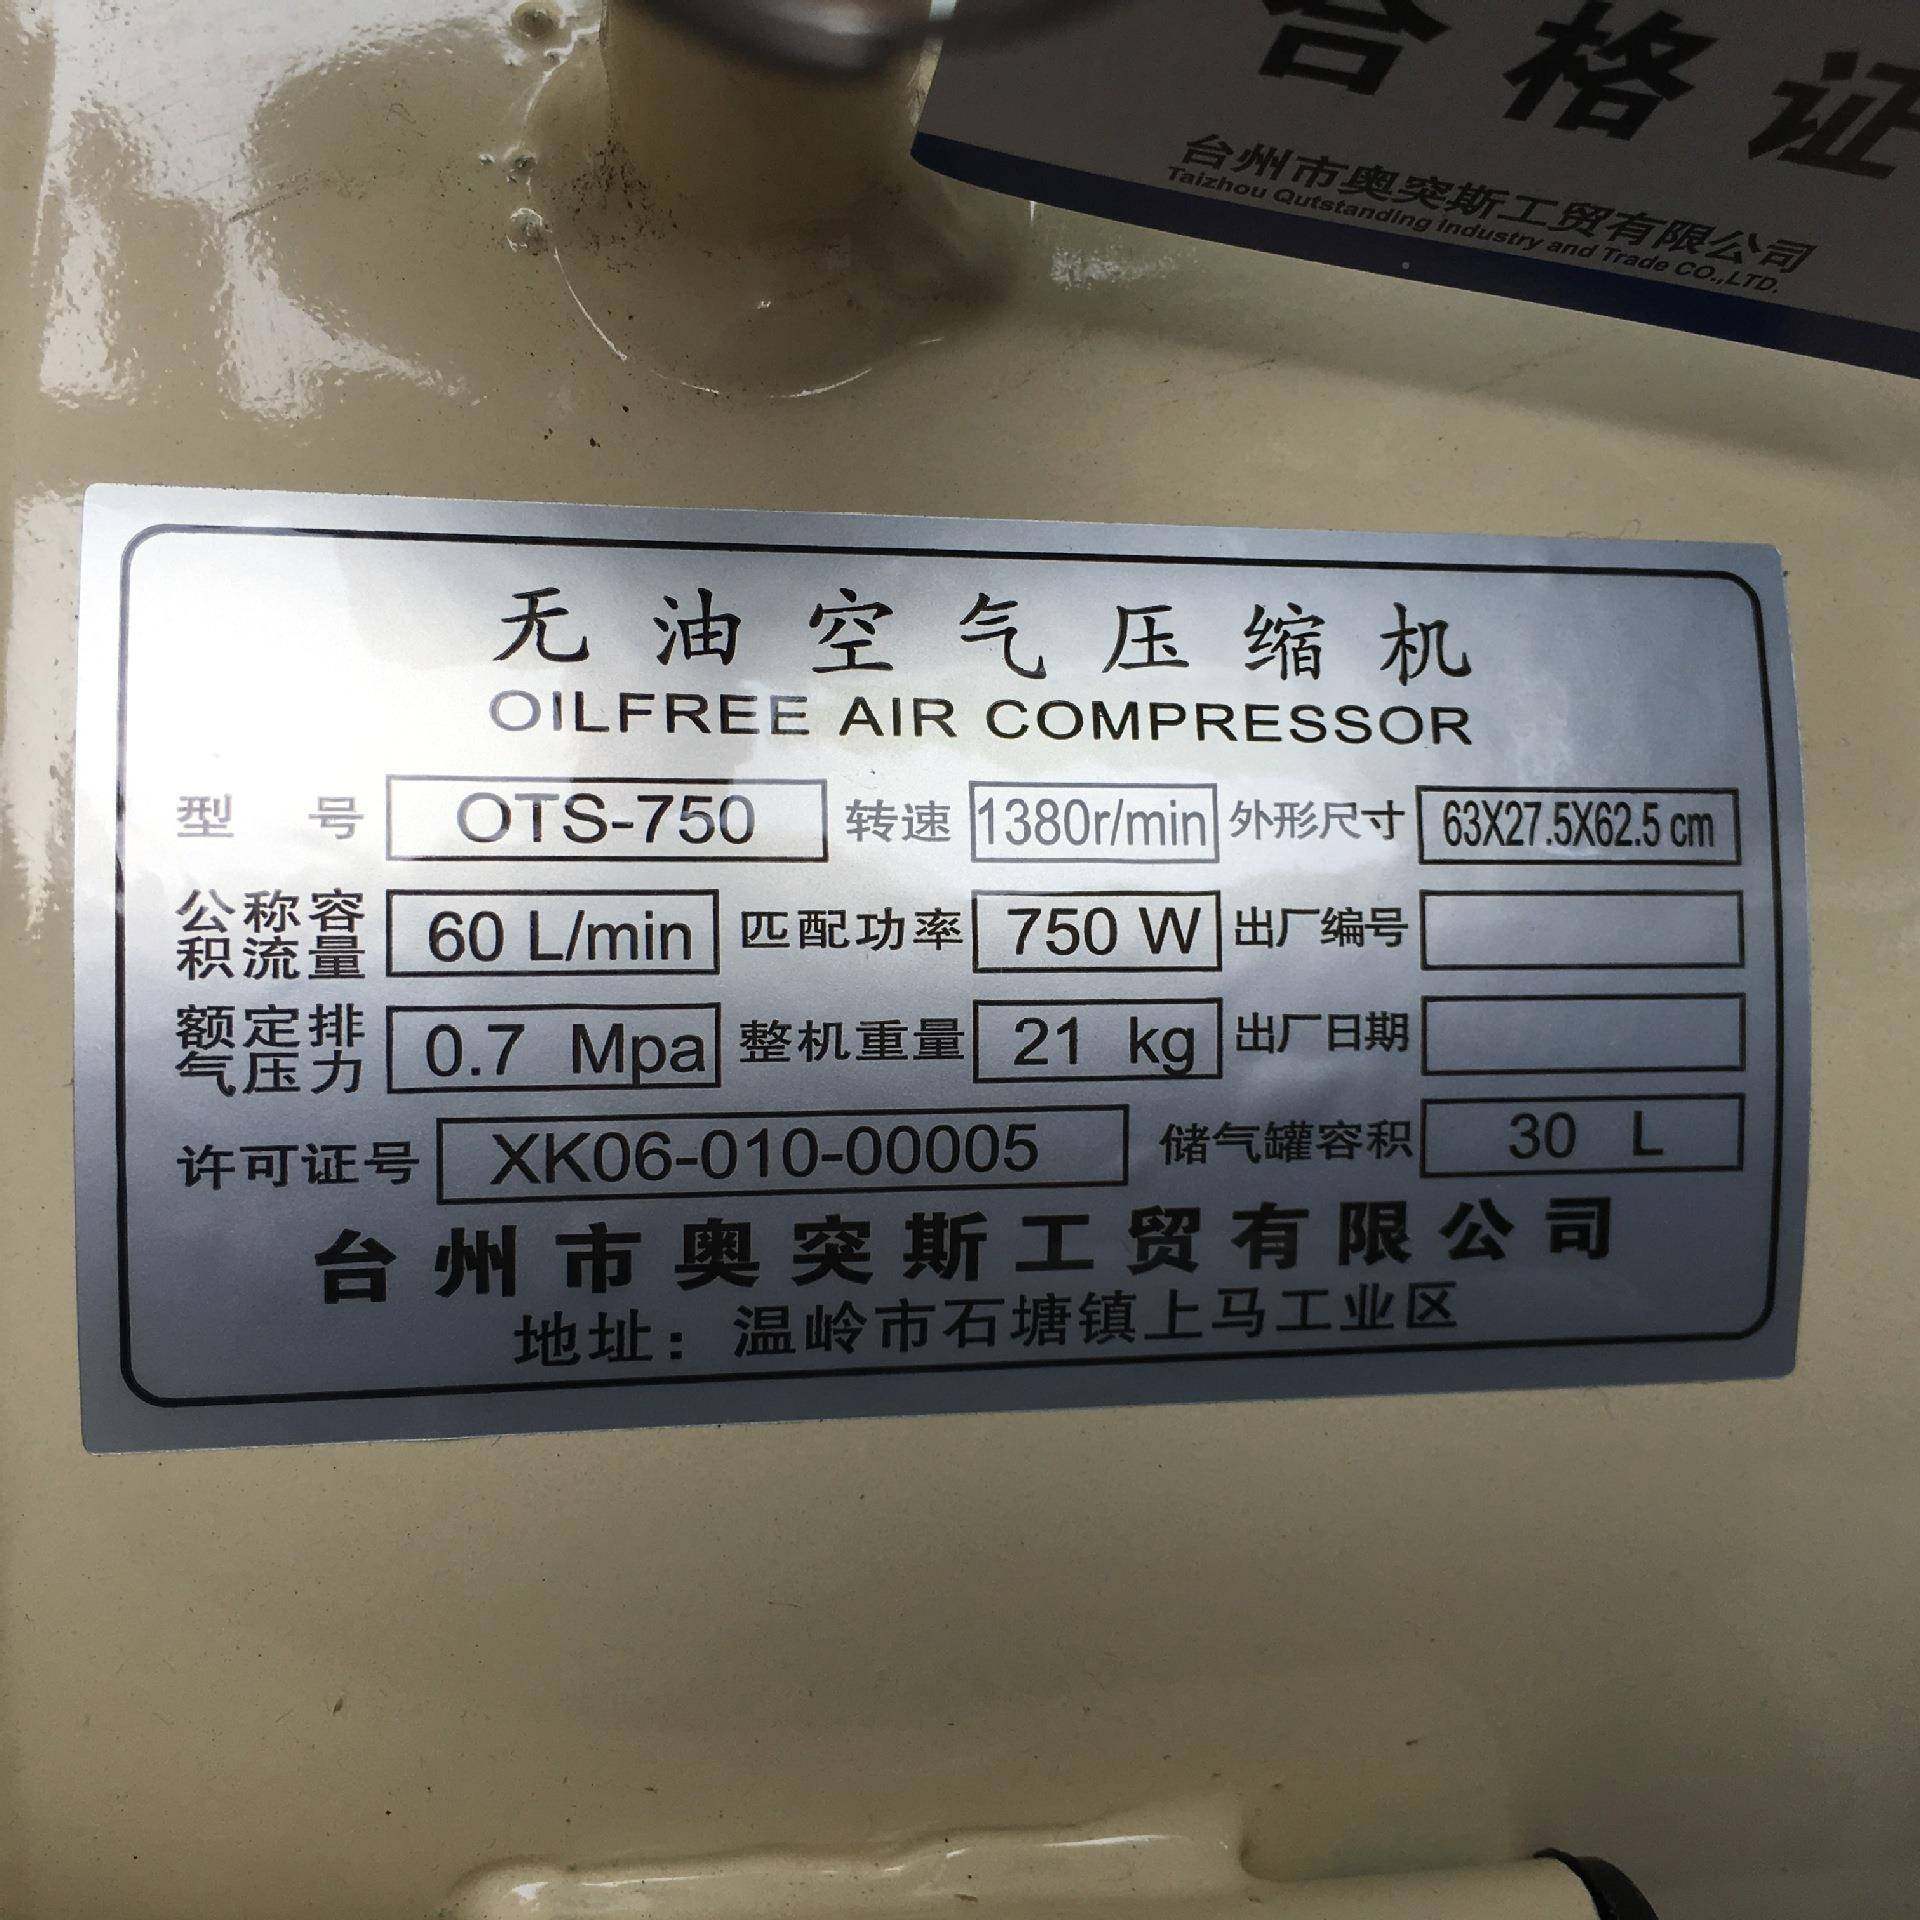 合格证
台州市奥突斯工贸有限公司
Taizhou Qutstanding Industry and Trade CO.,LTD.
无油空气压缩机
OILFREE AIR COMPRESSOR
型号 OTS-750 转速 1380r/min 外形尺寸 63X27.5X62.5 cm
公称容积流量 60 L/min 匹配功率 750 W 出厂编号
额定排气压力 0.7 Mpa 整机重量 21 kg 出厂日期
许可证号 XK06-010-00005 储气罐容积 30 L
台州市奥突斯工贸有限公司
地址：温岭市石塘镇上马工业区